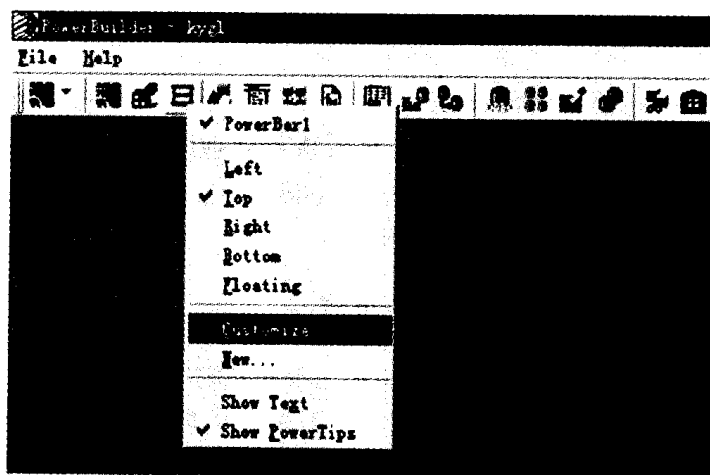 PowerBuilder - kygl
File Help
PowerBar1
Left
Top
Right
Bottom
Floating
Customize
New...
Show Text
Show PowerTips